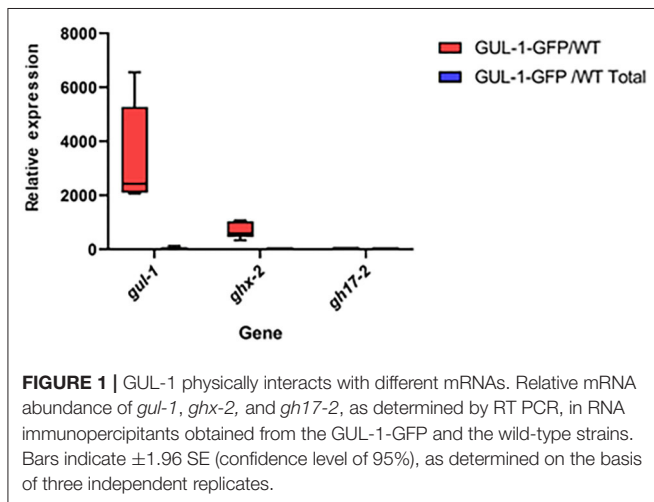 8000
6000
4000
2000
0
Relative expression
gul-1
ghx-2
gh17-2
Gene
GUL-1-GFP/WT
GUL-1-GFP /WT Total
FIGURE 1 | GUL-1 physically interacts with different mRNAs. Relative mRNA
abundance of gul-1, ghx-2, and gh17-2, as determined by RT PCR, in RNA
immunopercipitants obtained from the GUL-1-GFP and the wild-type strains.
Bars indicate ±1.96 SE (confidence level of 95%), as determined on the basis
of three independent replicates.